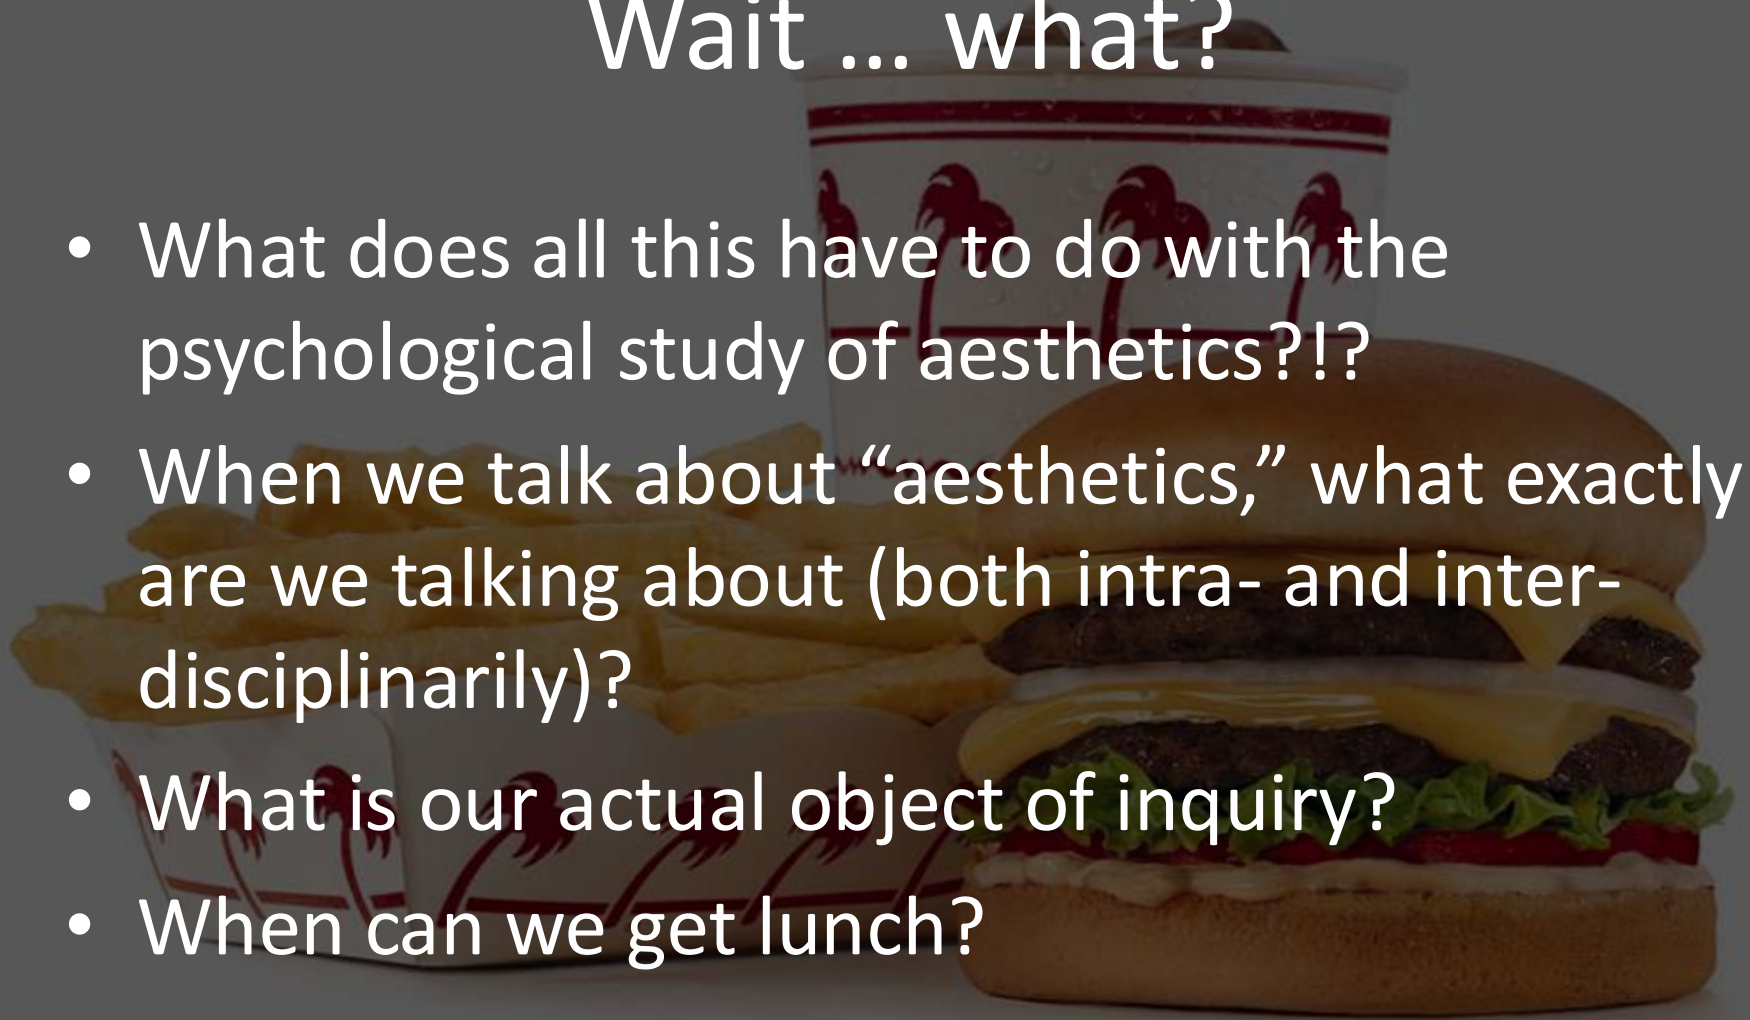 Wait ... what?
• What does all this have to do with the
psychological study of aesthetics?!?
• When we talk about “aesthetics,” what exactly
are we talking about (both intra- and inter-
disciplinarily)?
• What is our actual object of inquiry?
• When can we get lunch?